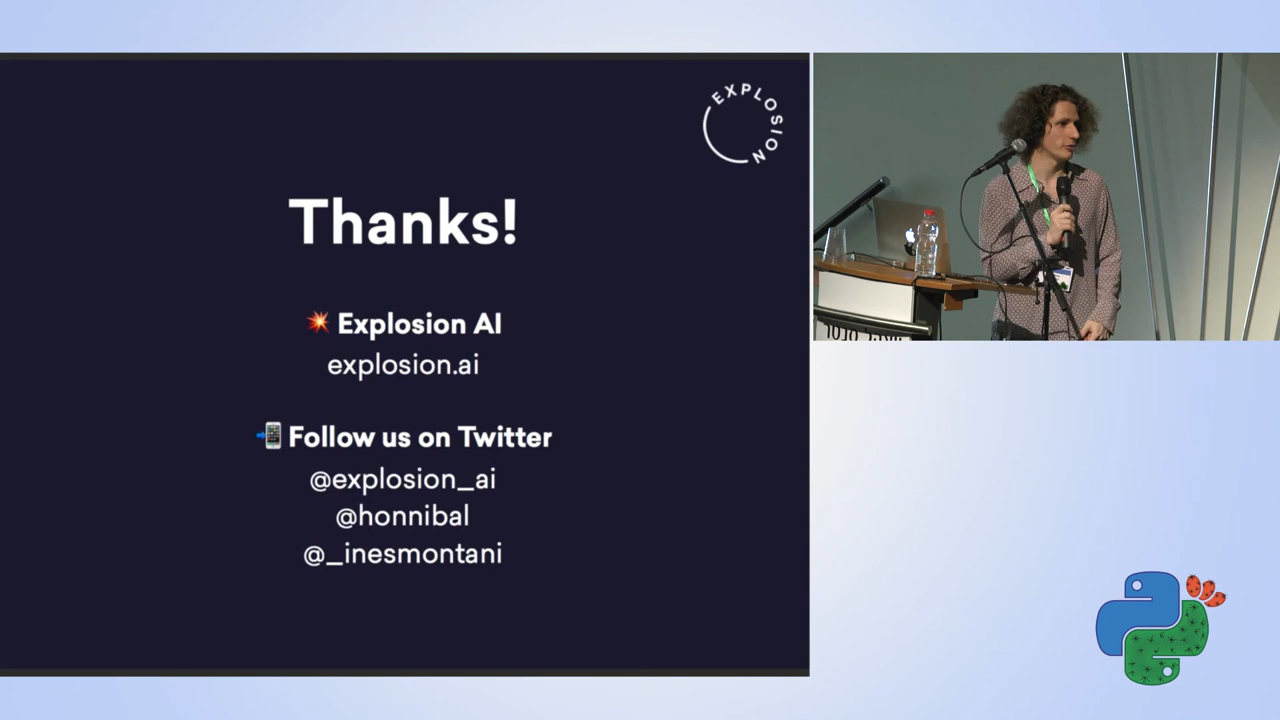 EXPLOSION
Thanks!
💥 Explosion AI
explosion.ai
📲 Follow us on Twitter
@explosion_ai
@honnibal
@_inesmontani